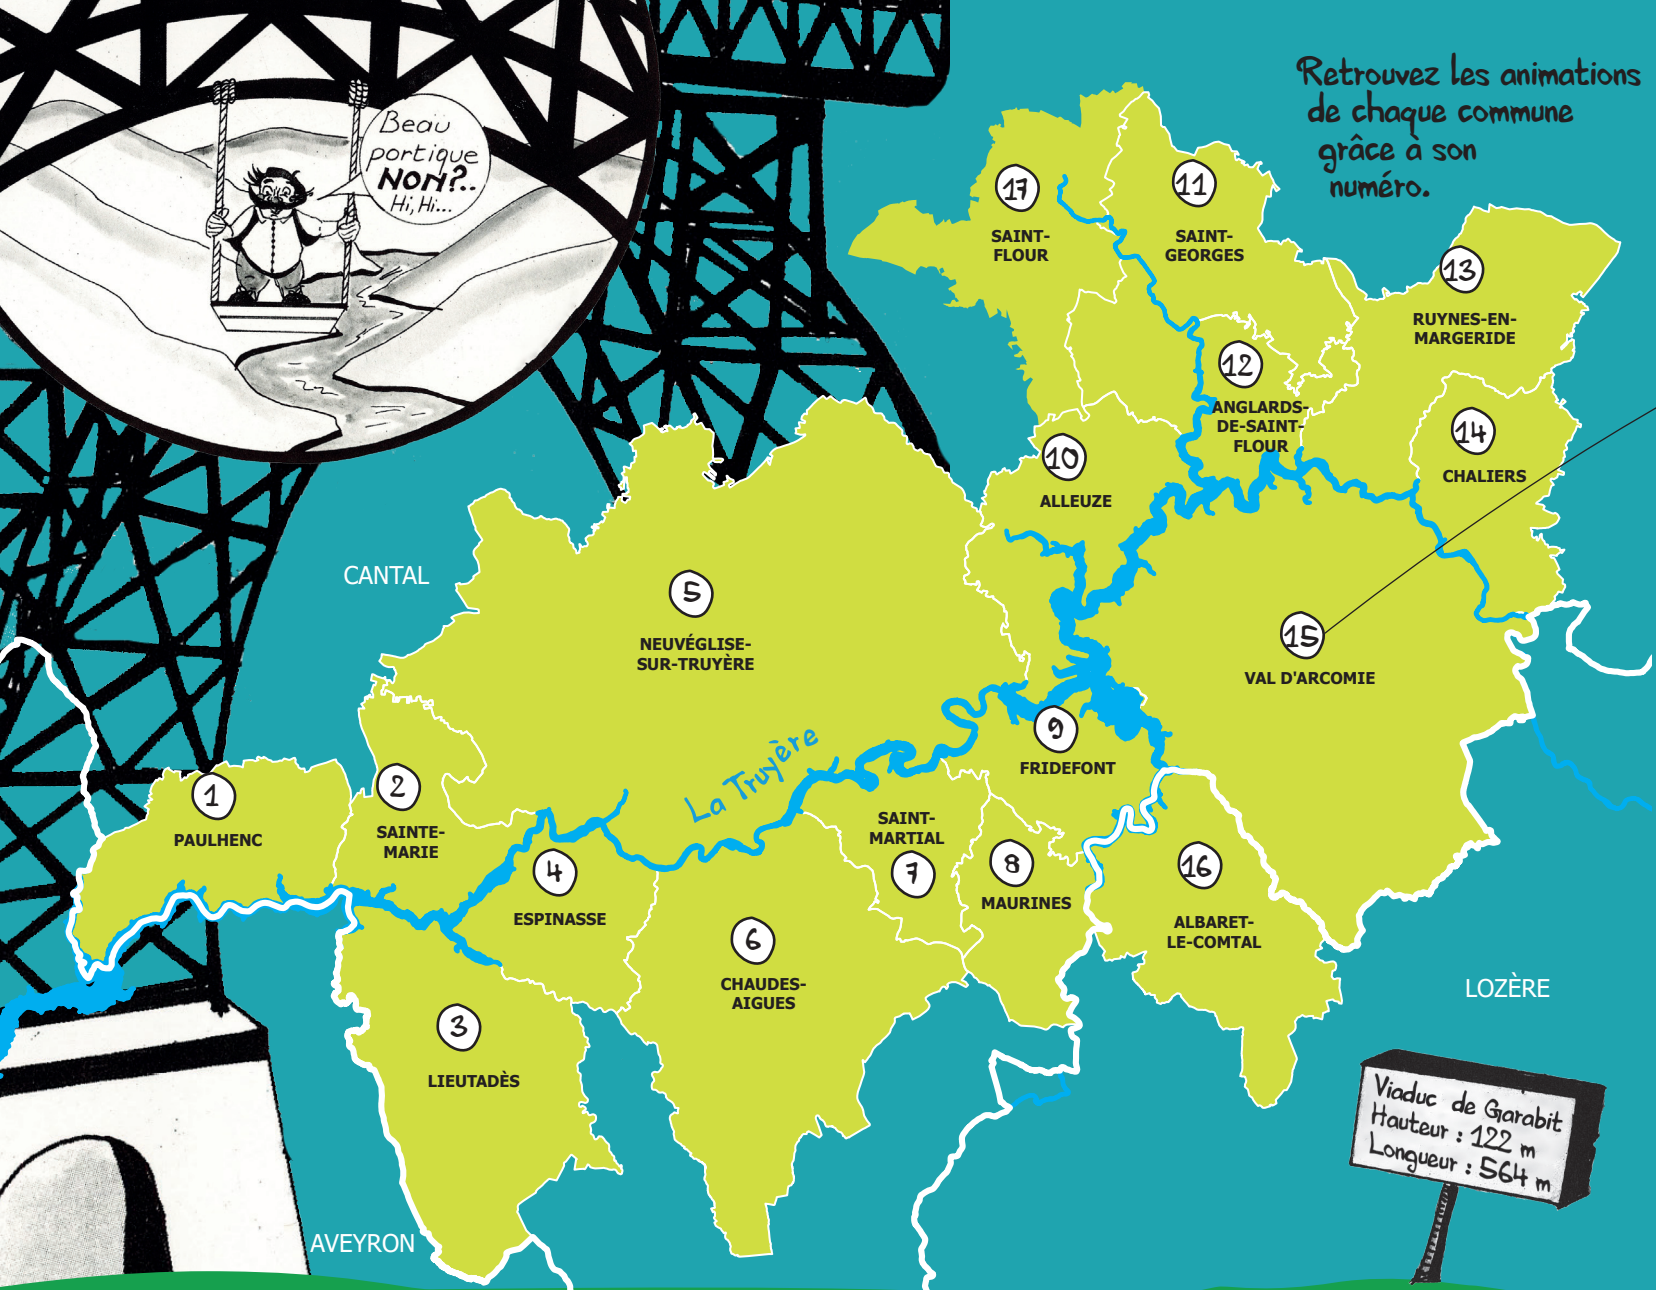 Beau
portique
NON?..
Hi, Hi...
Retrouvez les animations
de chaque commune
grâce à son
numéro.
17
SAINT-
FLOUR
11
SAINT-
GEORGES
13
RUYNES-EN-
MARGERIDE
12
ANGLARDS-
DE-SAINT-
FLOUR
14
CHALIERS
10
ALLEUZE
CANTAL
5
NEUVÉGLISE-
SUR-TRUYÈRE
15
VAL D'ARCOMIE
La Truyère
9
FRIDEFONT
1
PAULHENC
2
SAINTE-
MARIE
4
ESPINASSE
SAINT-
MARTIAL
7
8
MAURINES
16
ALBARET-
LE-COMTAL
6
CHAUDES-
AIGUES
3
LIEUTADÈS
LOZÈRE
AVEYRON
Viaduc de Garabit
Hauteur : 122 m
Longueur : 564 m